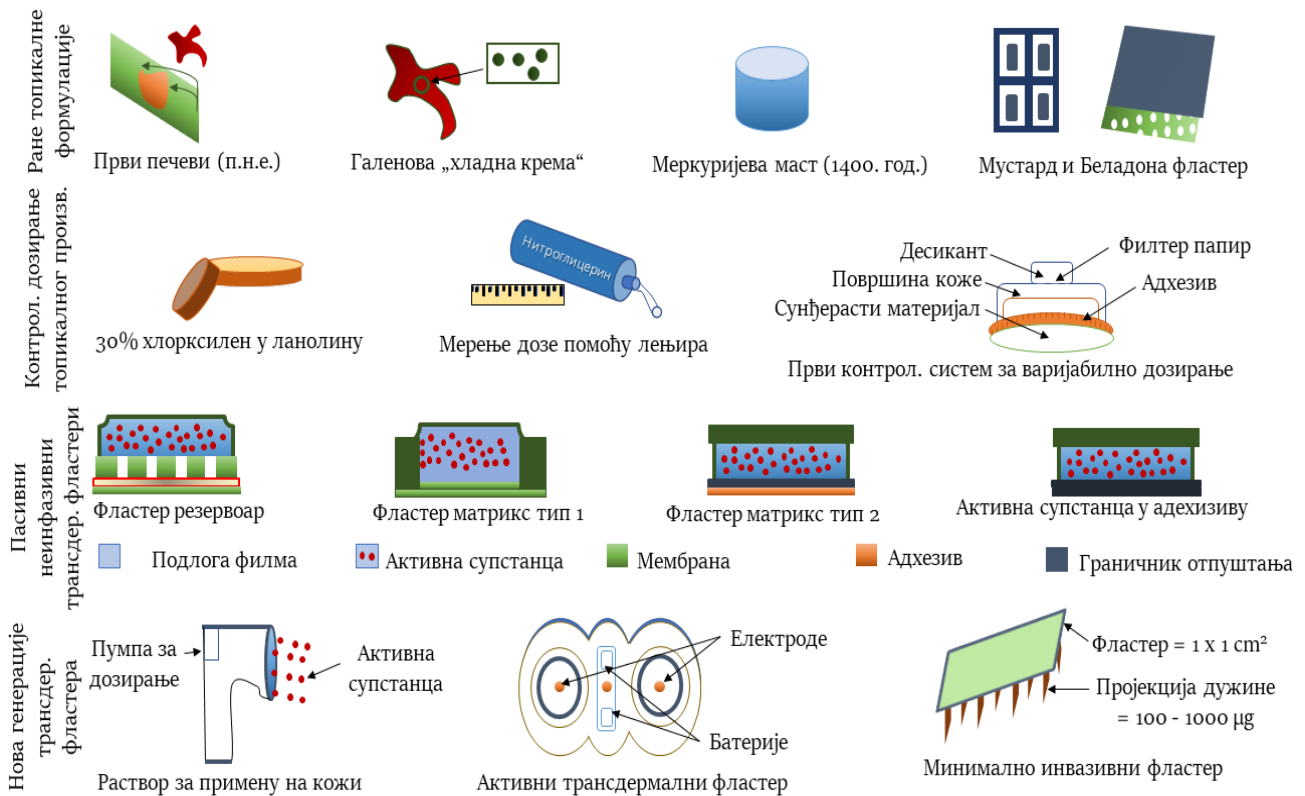 Ране топикалне
формулације
Први печеви (п.н.е.)
Галенова „хладна крема“
Меркуријева маст (1400. год.)
Мустард и Беладона фластер
Контрол. дозирање
топикалног произв.
30% хлорксилен у ланолину
Нитроглицерин
Мерење дозе помоћу лењира
Десикант
Филтер папир
Површина коже
Адхезив
Сунђерасти материјал
Први контрол. систем за варијабилно дозирање
Пасивни
неинфазивни
трансдер. фластери
Фластер резервоар
Фластер матрикс тип 1
Фластер матрикс тип 2
Активна супстанца у адехизиву
Подлога филма
Активна супстанца
Мембрана
Адхезив
Граничник отпуштања
Нова генерације
трансдер.
фластера
Пумпа за
дозирање
Активна
супстанца
Раствор за примену на кожи
Електроде
Батерије
Активни трансдермални фластер
Фластер = 1 x 1 cm²
Пројекција дужине
= 100 - 1000 µg
Минимално инвазивни фластер